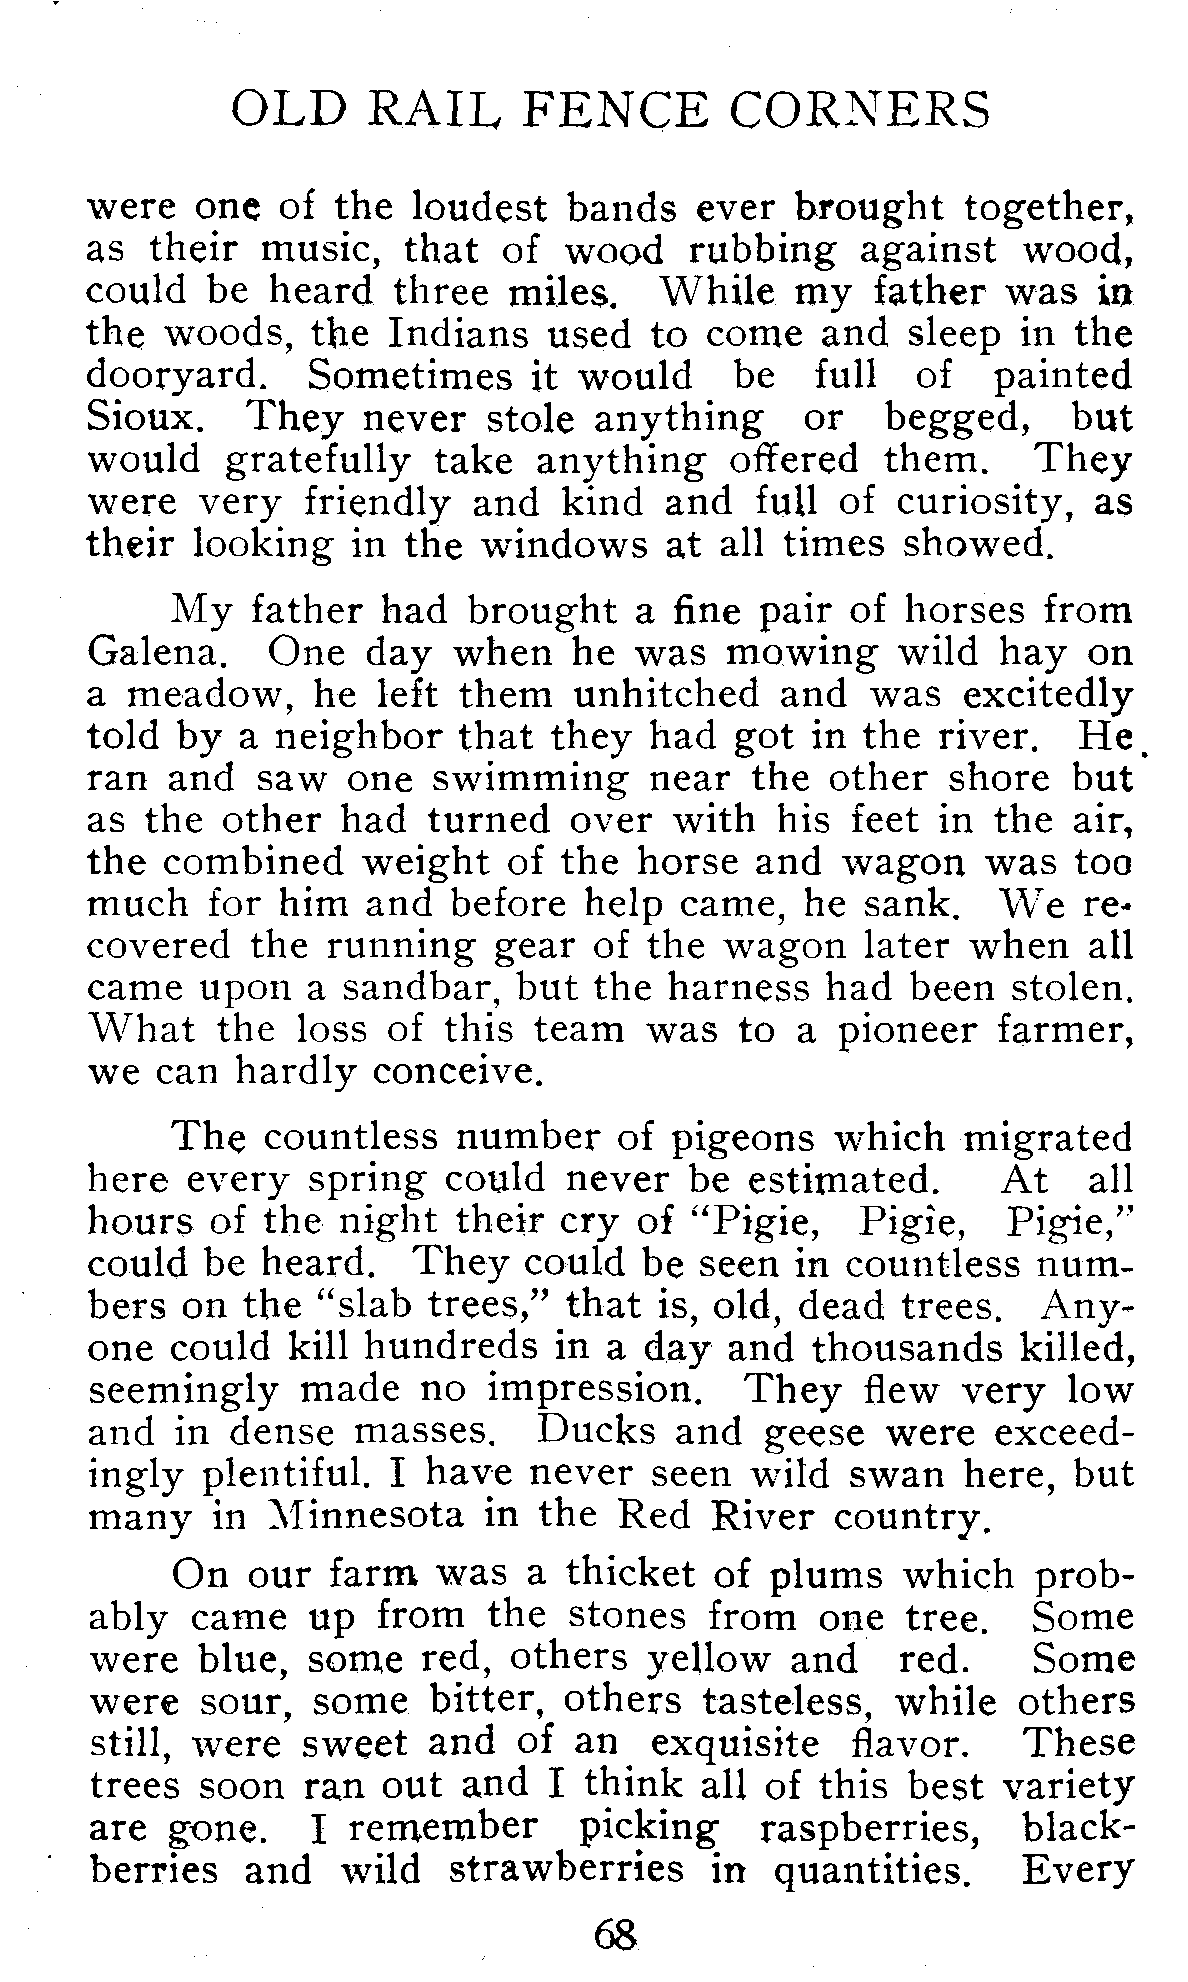 OLD RAIL FENCE CORNERS
were one of the loudest bands ever brought together,
as their music, that of wood rubbing against wood,
could be heard three miles. While my father was in
the woods, the Indians used to come and sleep in the
dooryard. Sometimes it would be full of painted
Sioux. They never stole anything or begged, but
would gratefully take anything offered them. They
were very friendly and kind and full of curiosity, as
their looking in the windows at all times showed.
My father had brought a fine pair of horses from
Galena. One day when he was mowing wild hay on
a meadow, he left them unhitched and was excitedly
told by a neighbor that they had got in the river. He
ran and saw one swimming near the other shore but
as the other had turned over with his feet in the air,
the combined weight of the horse and wagon was too
much for him and before help came, he sank. We re-
covered the running gear of the wagon later when all
came upon a sandbar, but the harness had been stolen.
What the loss of this team was to a pioneer farmer,
we can hardly conceive.
The countless number of pigeons which migrated
here every spring could never be estimated. At all
hours of the night their cry of “Pigie, Pigie, Pigie,”
could be heard. They could be seen in countless num-
bers on the “slab trees,” that is, old, dead trees. Any-
one could kill hundreds in a day and thousands killed,
seemingly made no impression. They flew very low
and in dense masses. Ducks and geese were exceed-
ingly plentiful. I have never seen wild swan here, but
many in Minnesota in the Red River country.
On our farm was a thicket of plums which prob-
ably came up from the stones from one tree. Some
were blue, some red, others yellow and red. Some
were sour, some bitter, others tasteless, while others
still, were sweet and of an exquisite flavor. These
trees soon ran out and I think all of this best variety
are gone. I remember picking raspberries, black-
berries and wild strawberries in quantities. Every
68